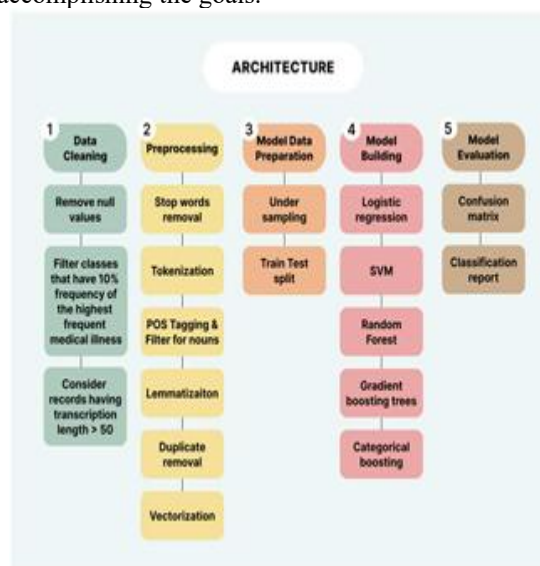 accomplishing the goals.
ARCHITECTURE
1
Data
Cleaning
Remove null
values
Filter classes
that have 10%
frequency of
the highest
frequent
medical illness
Consider
records having
transcription
length > 50
2
Preprocessing
Stop words
removal
Tokenization
POS Tagging &
Filter for nouns
Lemmatizaiton
Duplicate
removal
Vectorization
3
Model Data
Preparation
Under
sampling
Train Test
split
4
Model
Building
Logistic
regression
SVM
Random
Forest
Gradient
boosting trees
Categorical
boosting
5
Model
Evaluation
Confusion
matrix
Classification
report